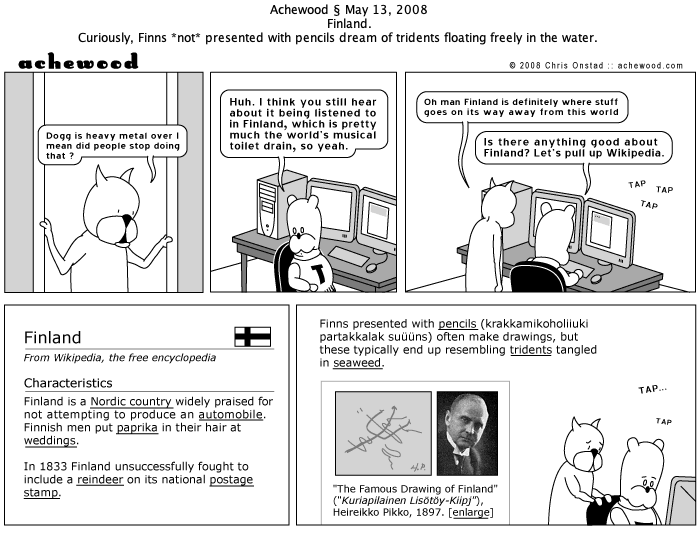 Achewood § May 13, 2008
Finland.
Curiously, Finns *not* presented with pencils dream of tridents floating freely in the water.
achewood
© 2008 Chris Onstad :: achewood.com
Dogg is heavy metal over I
mean did people stop doing
that ?
Huh. I think you still hear
about it being listened to
in Finland, which is pretty
much the world's musical
toilet drain, so yeah.
T
Oh man Finland is definitely where stuff
goes on its way away from this world
Is there anything good about
Finland? Let's pull up Wikipedia.
TAP
TAP
TAP
Finland
From Wikipedia, the free encyclopedia
Characteristics
Finland is a Nordic country widely praised for
not attempting to produce an automobile.
Finnish men put paprika in their hair at
weddings.
In 1833 Finland unsuccessfully fought to
include a reindeer on its national postage
stamp.
Finns presented with pencils (krakkamikoholiiuki
partakkalak suüüns) often make drawings, but
these typically end up resembling tridents tangled
in seaweed.
H.P.
"The Famous Drawing of Finland"
("Kuriapilainen Lisötöy-Kiipj"),
Heireikko Pikko, 1897. [enlarge]
TAP...
TAP